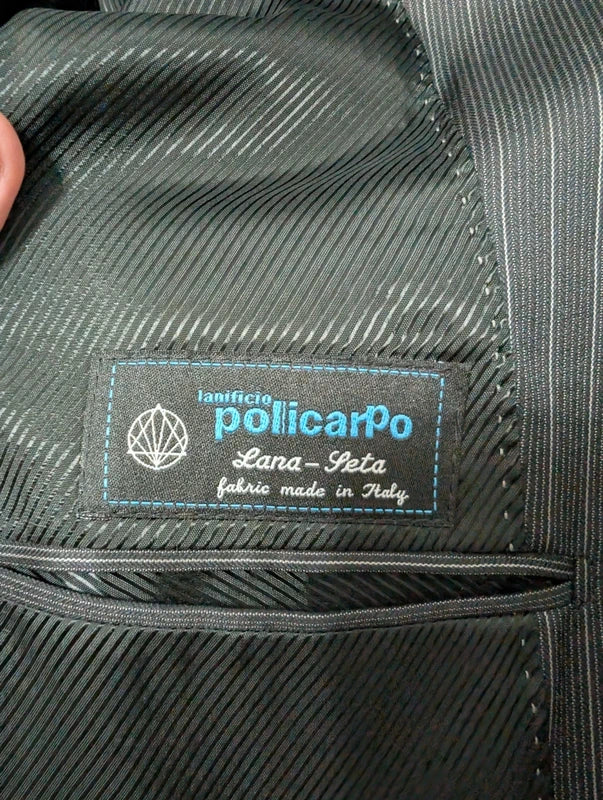 lanificio
policarpo
Lana-Seta
fabric made in Italy